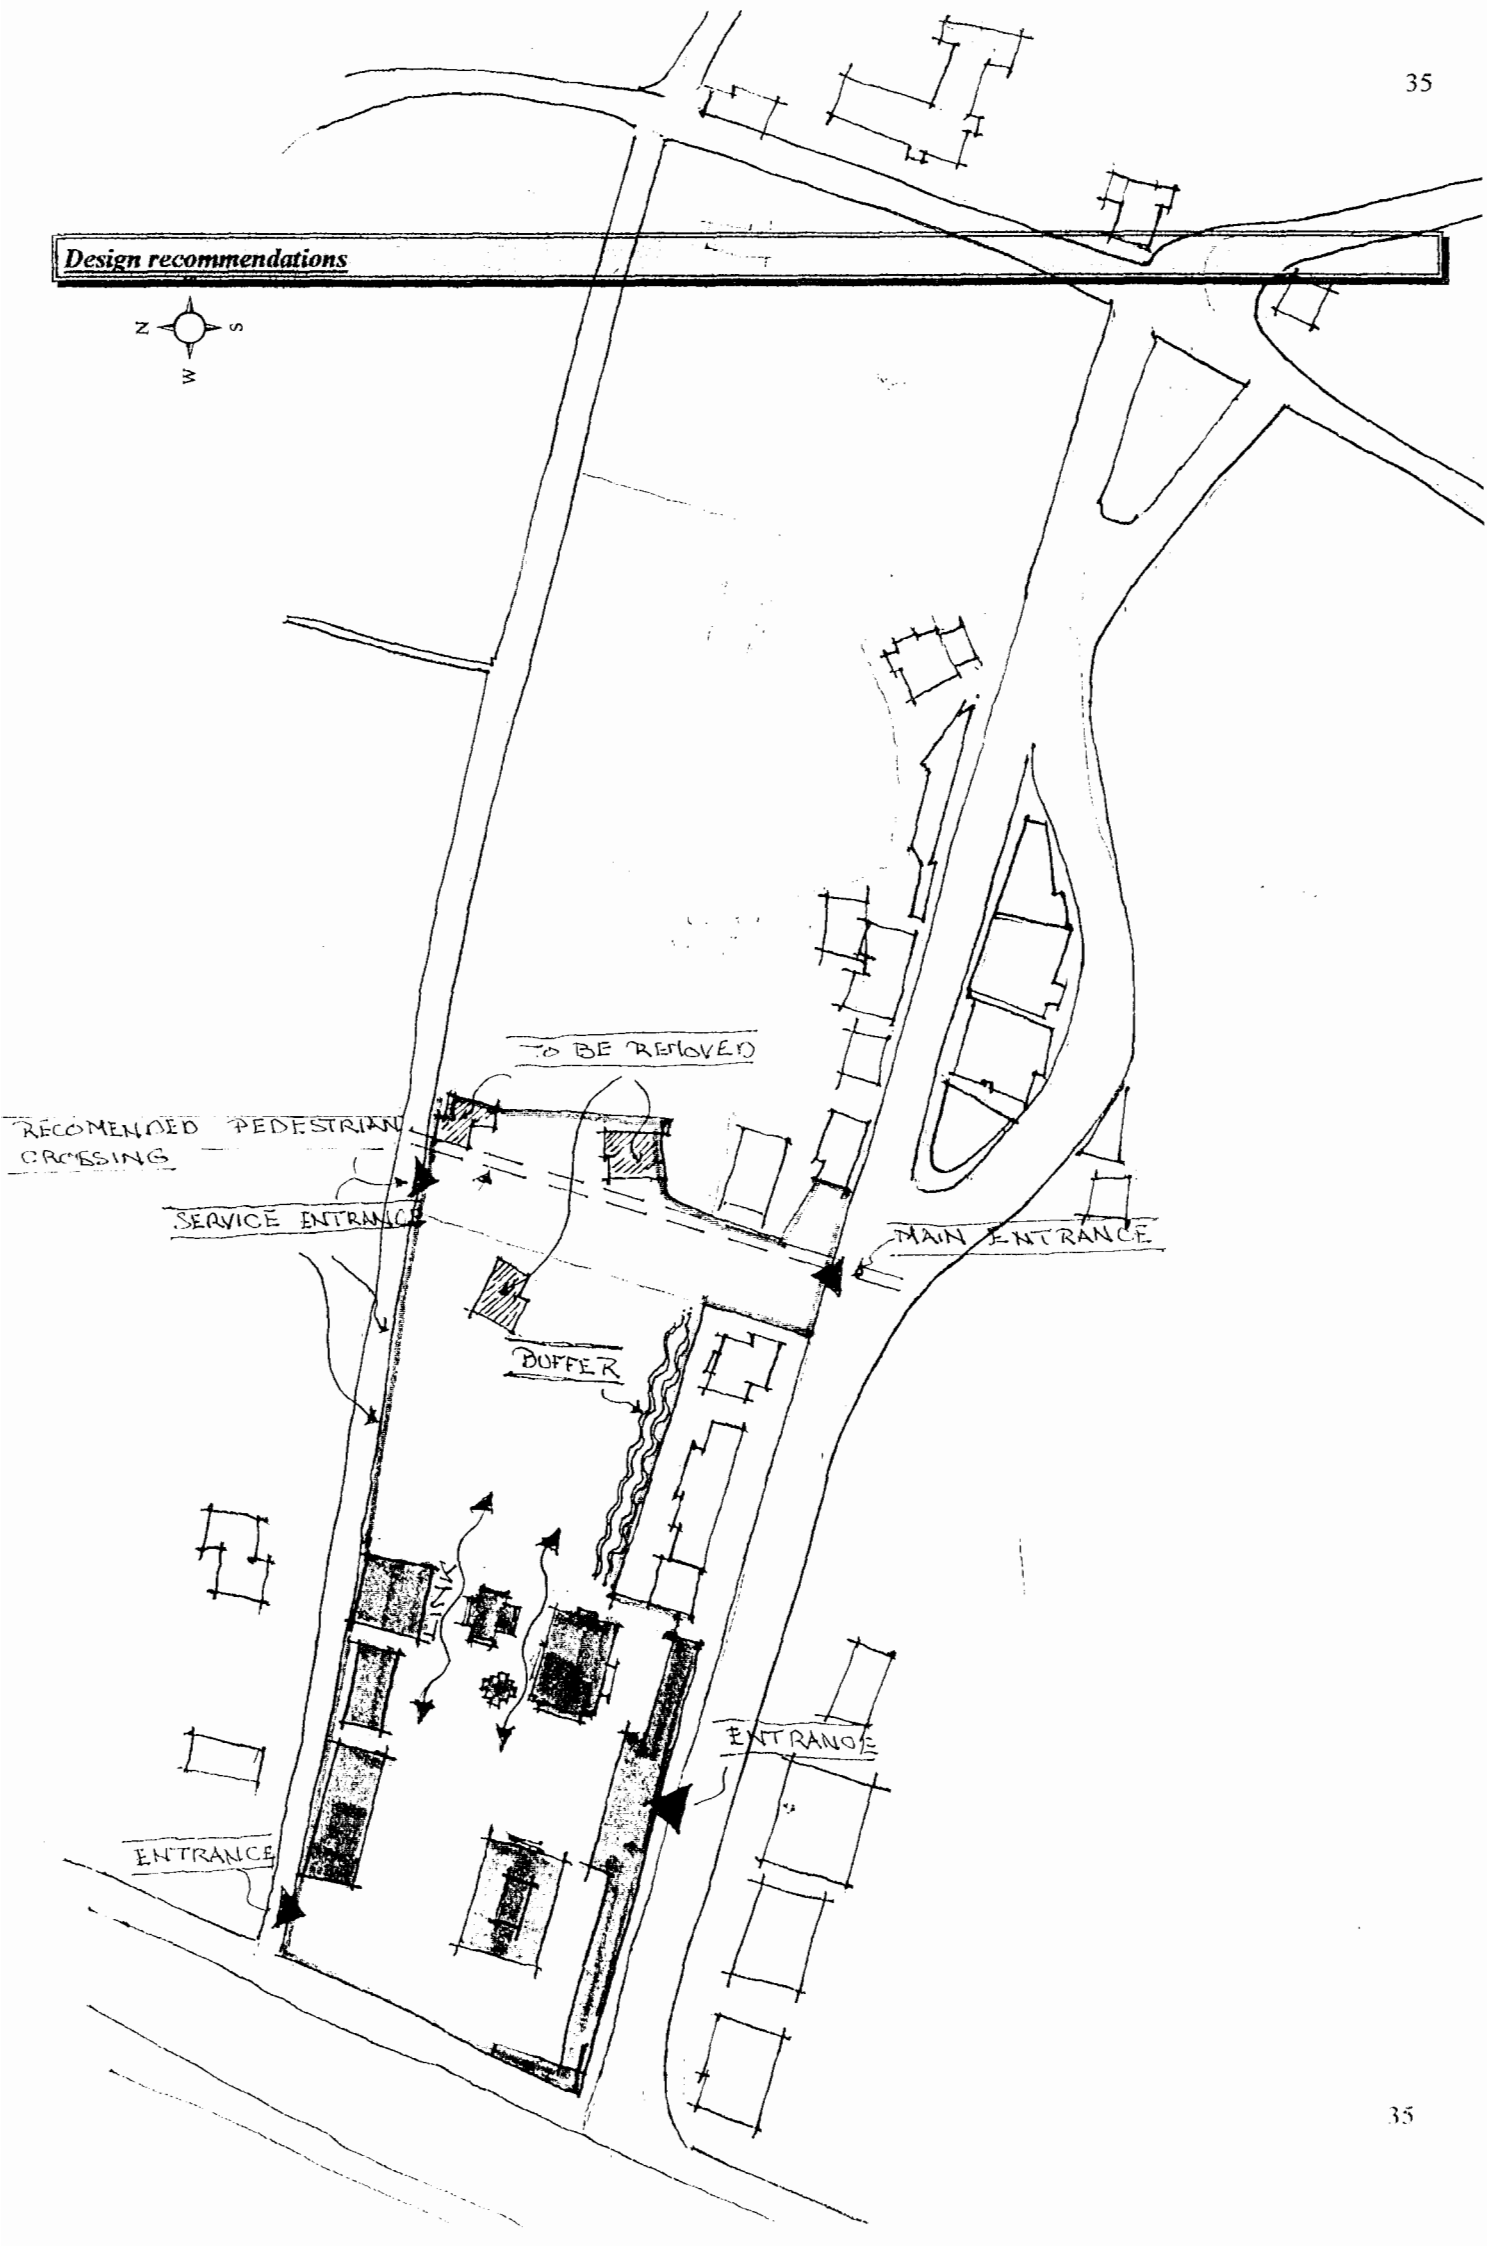 35
Design recommendations
N
S
W
TO BE REMOVED
RECOMENDED PEDESTRIAN
CROSSING
SERVICE ENTRANCE
MAIN ENTRANCE
BUFFER
LINK
ENTRANCE
ENTRANCE
35